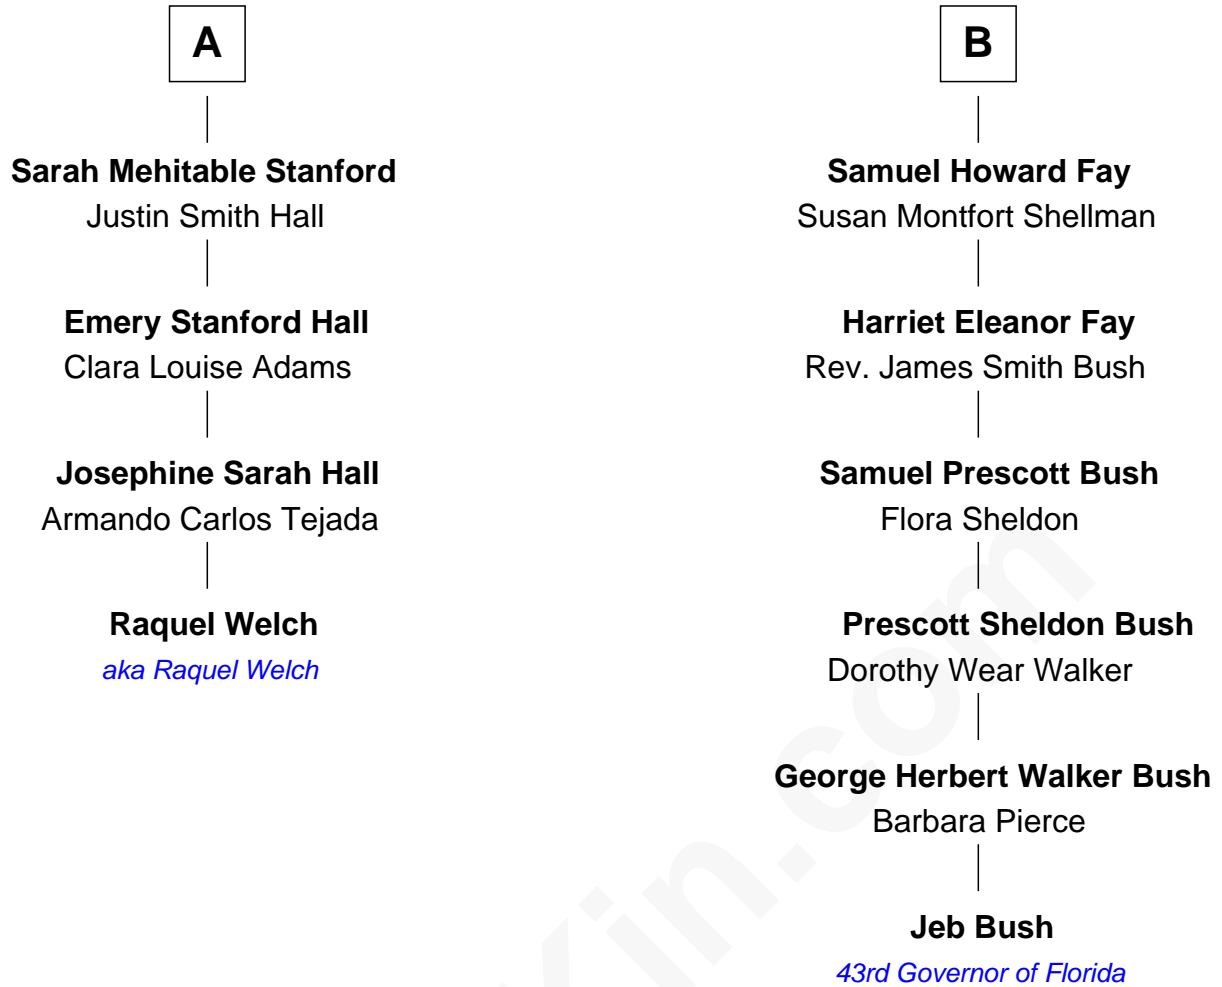 A
Sarah Mehitable Stanford
Justin Smith Hall
Emery Stanford Hall
Clara Louise Adams
Josephine Sarah Hall
Armando Carlos Tejada
Raquel Welch
aka Raquel Welch
B
Samuel Howard Fay
Susan Montfort Shellman
Harriet Eleanor Fay
Rev. James Smith Bush
Samuel Prescott Bush
Flora Sheldon
Prescott Sheldon Bush
Dorothy Wear Walker
George Herbert Walker Bush
Barbara Pierce
Jeb Bush
43rd Governor of Florida
Kin.com